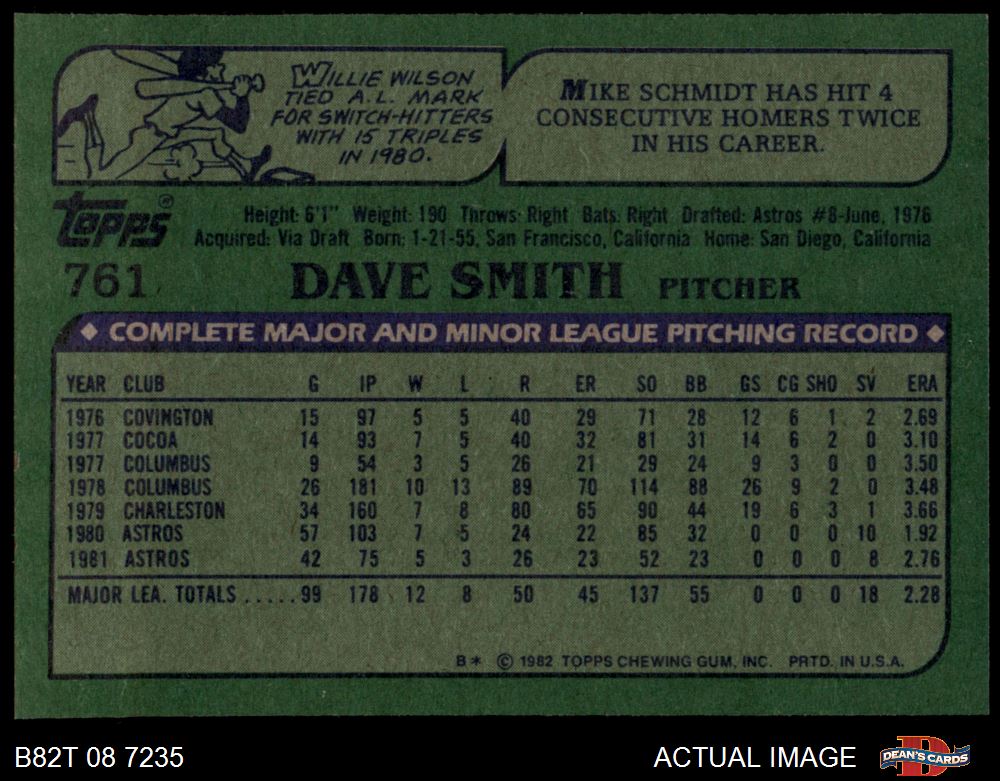 WILLIE WILSON
TIED A.L. MARK
FOR SWITCH-HITTERS
WITH 15 TRIPLES
IN 1980.
MIKE SCHMIDT HAS HIT 4
CONSECUTIVE HOMERS TWICE
IN HIS CAREER.
Topps®
Height: 6'1" Weight: 190 Throws: Right Bats: Right Drafted: Astros #8-June, 1976
Acquired: Via Draft Born: 1-21-55, San Francisco, California Home: San Diego, California
761 DAVE SMITH PITCHER
◆ COMPLETE MAJOR AND MINOR LEAGUE PITCHING RECORD ◆
YEAR CLUB G IP W L R ER SO BB GS CG SHO SV ERA
1976 COVINGTON 15 97 5 5 40 29 71 28 12 6 1 2 2.69
1977 COCOA 14 93 7 5 40 32 81 31 14 6 2 0 3.10
1977 COLUMBUS 9 54 3 5 26 21 29 24 9 3 0 0 3.50
1978 COLUMBUS 26 181 10 13 89 70 114 88 26 9 2 0 3.48
1979 CHARLESTON 34 160 7 8 80 65 90 44 19 6 3 1 3.66
1980 ASTROS 57 103 7 5 24 22 85 32 0 0 0 10 1.92
1981 ASTROS 42 75 5 3 26 23 52 23 0 0 0 8 2.76
MAJOR LEA. TOTALS .....99 178 12 8 50 45 137 55 0 0 0 18 2.28
B* © 1982 TOPPS CHEWING GUM, INC. PRTD. IN U.S.A.
B82T 08 7235
ACTUAL IMAGE
DEAN'S CARDS